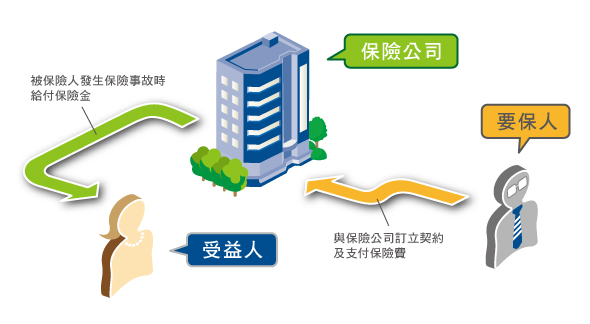 保險公司
被保險人發生保險事故時
給付保險金
要保人
受益人
與保險公司訂立契約
及支付保險費